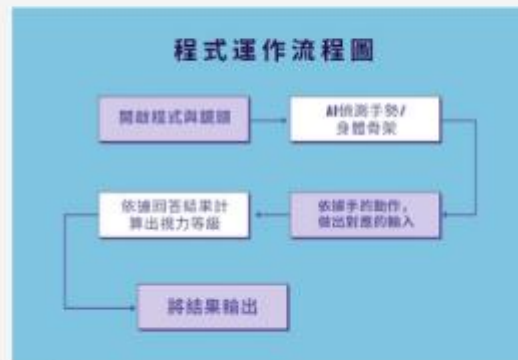 程式運作流程圖
開啟程式與鏡頭
AI偵測手勢/
身體骨架
依據手的動作,
做出對應的輸入
依據回答結果計
算出視力等級
將結果輸出